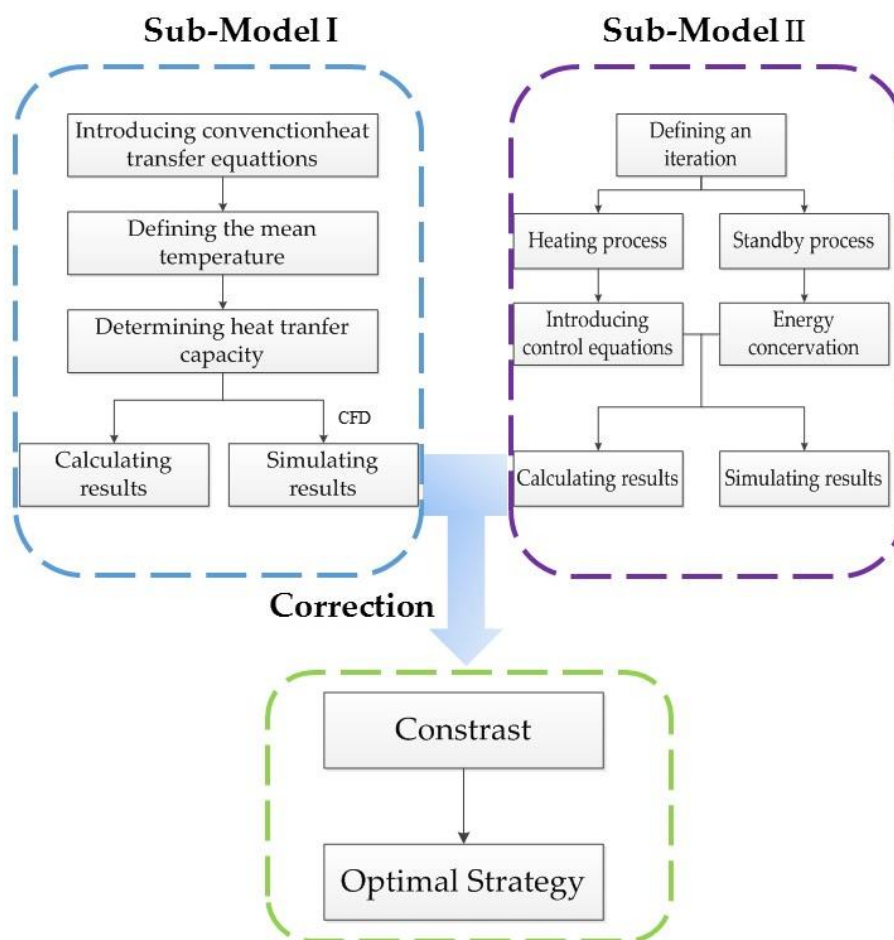 Sub-Model I
Introducing convenctionheat
transfer equattions
Defining the mean
temperature
Determining heat tranfer
capacity
CFD
Calculating
results
Simulating
results
Sub-Model II
Defining an
iteration
Heating process
Standby process
Introducing
control equations
Energy
concervation
Calculating results
Simulating results
Correction
Constrast
Optimal Strategy